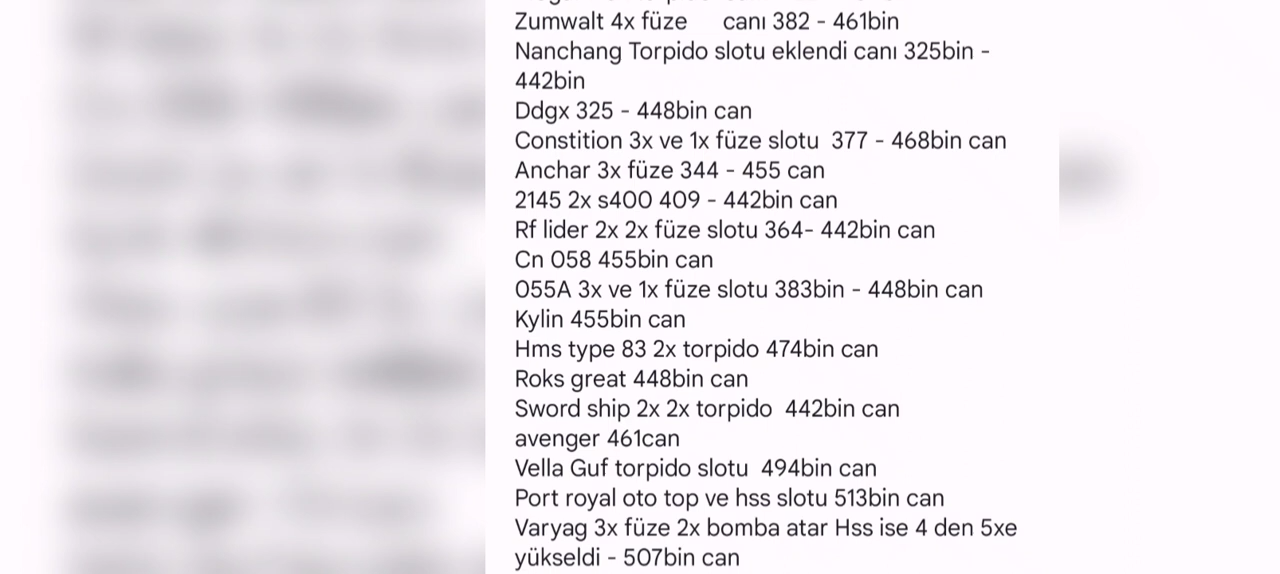 Zumwalt 4x füze canı 382 - 461bin
Nanchang Torpido slotu eklendi canı 325bin -
442bin
Ddgx 325 - 448bin can
Constition 3x ve 1x füze slotu 377 - 468bin can
Anchar 3x füze 344 - 455 can
2145 2x s400 409 - 442bin can
Rf lider 2x 2x füze slotu 364- 442bin can
Cn 058 455bin can
055A 3x ve 1x füze slotu 383bin - 448bin can
Kylin 455bin can
Hms type 83 2x torpido 474bin can
Roks great 448bin can
Sword ship 2x 2x torpido 442bin can
avenger 461can
Vella Guf torpido slotu 494bin can
Port royal oto top ve hss slotu 513bin can
Varyag 3x füze 2x bomba atar Hss ise 4 den 5xe
yükseldi - 507bin can